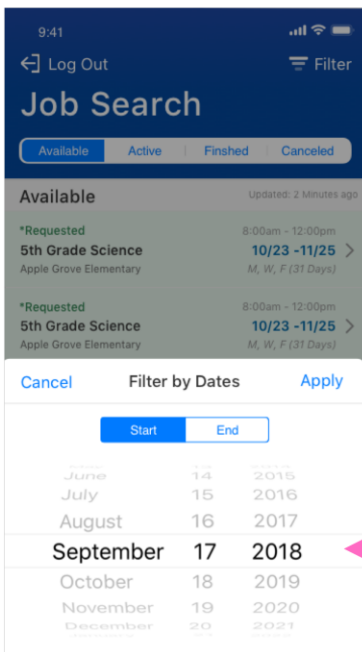 9:41
Log Out Filter
Job Search
Available Active Finshed Canceled
Available Updated: 2 Minutes ago
*Requested 8:00am - 12:00pm
5th Grade Science 10/23 -11/25
Apple Grove Elementary M, W, F (31 Days)
*Requested 8:00am - 12:00pm
5th Grade Science 10/23 -11/25
Apple Grove Elementary M, W, F (31 Days)
Cancel Filter by Dates Apply
Start End
June 14 2015
July 15 2016
August 16 2017
September 17 2018
October 18 2019
November 19 2020
December 20 2021